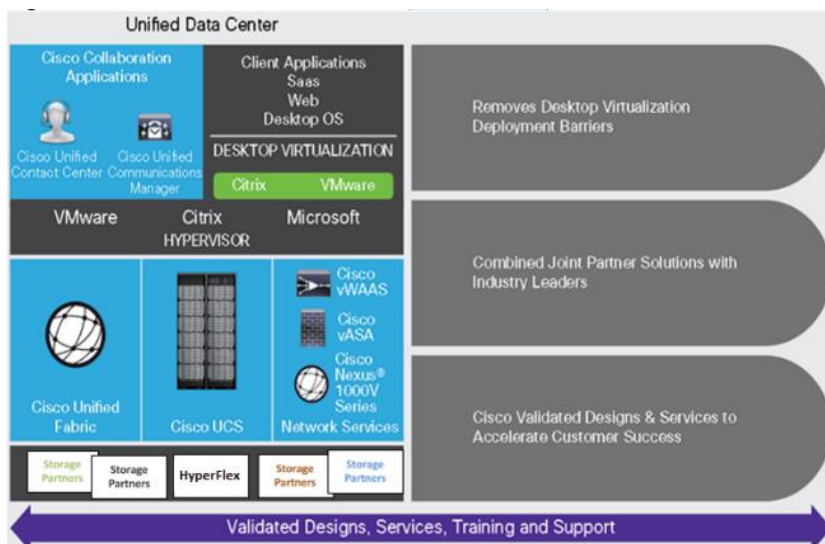 Unified Data Center
Cisco Collaboration
Applications
Cisco Unified
Contact Center
Cisco Unified
Communications
Manager
Client Applications
Saas
Web
Desktop OS
DESKTOP VIRTUALIZATION
Citrix VMware
VMware Citrix Microsoft
HYPERVISOR
Cisco Unified
Fabric
Cisco UCS
Cisco
vWAAS
Cisco
vASA
Cisco
Nexus®
1000V
Series
Network Services
Storage
Partners
Storage
Partners
HyperFlex
Storage
Partners
Storage
Partners
Removes Desktop Virtualization
Deployment Barriers
Combined Joint Partner Solutions with
Industry Leaders
Cisco Validated Designs & Services to
Accelerate Customer Success
Validated Designs, Services, Training and Support